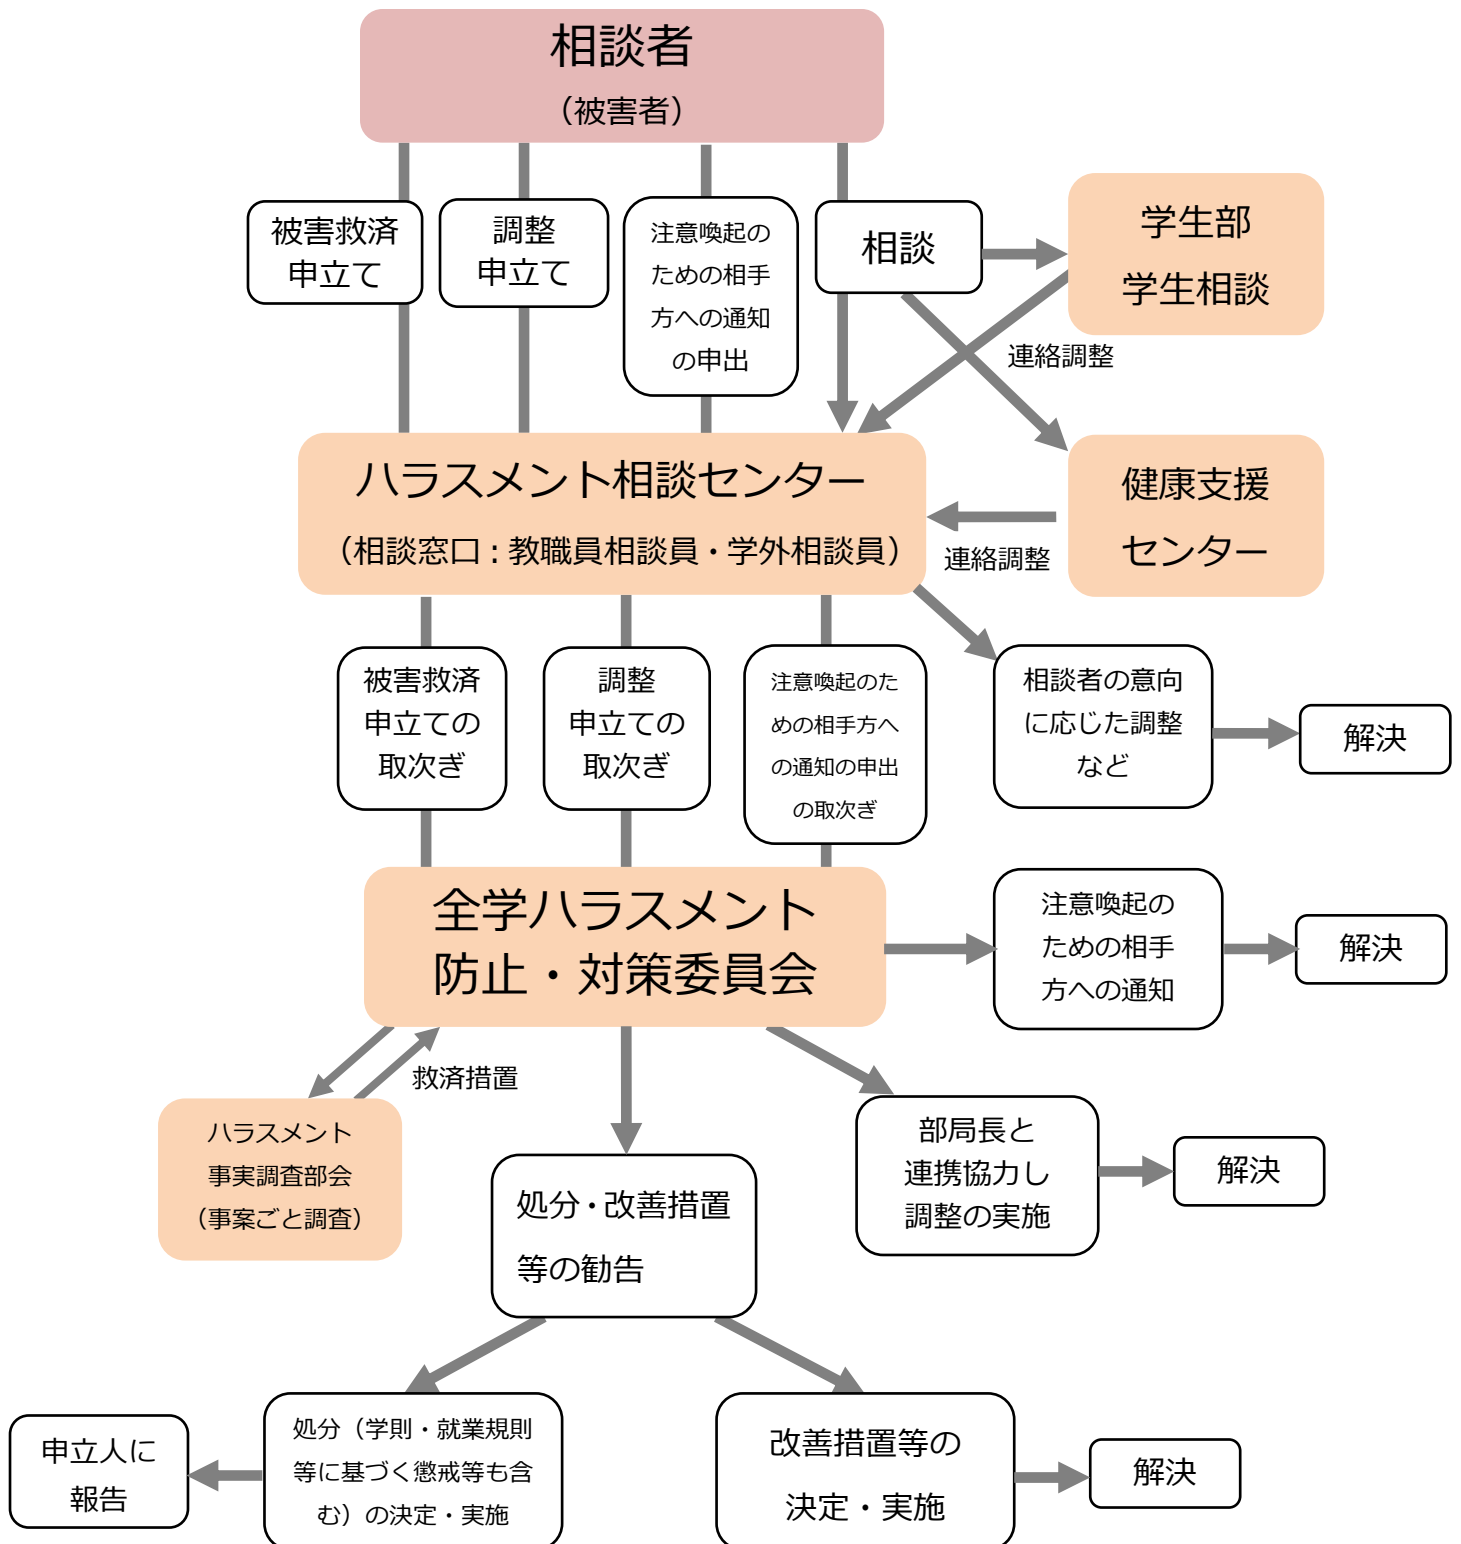 相談者
（被害者）
被害救済
申立て
調整
申立て
注意喚起の
ための相手
方への通知
の申出
相談
学生部
学生相談
連絡調整
ハラスメント相談センター
（相談窓口：教職員相談員・学外相談員）
健康支援
センター
連絡調整
被害救済
申立ての
取次ぎ
調整
申立ての
取次ぎ
注意喚起のた
めの相手方へ
の通知の申出
の取次ぎ
相談者の意向
に応じた調整
など
解決
全学ハラスメント
防止・対策委員会
注意喚起の
ための相手
方への通知
解決
救済措置
ハラスメント
事実調査部会
（事案ごと調査）
処分・改善措置
等の勧告
部局長と
連携協力し
調整の実施
解決
申立人に
報告
処分（学則・就業規則
等に基づく懲戒等も含
む）の決定・実施
改善措置等の
決定・実施
解決